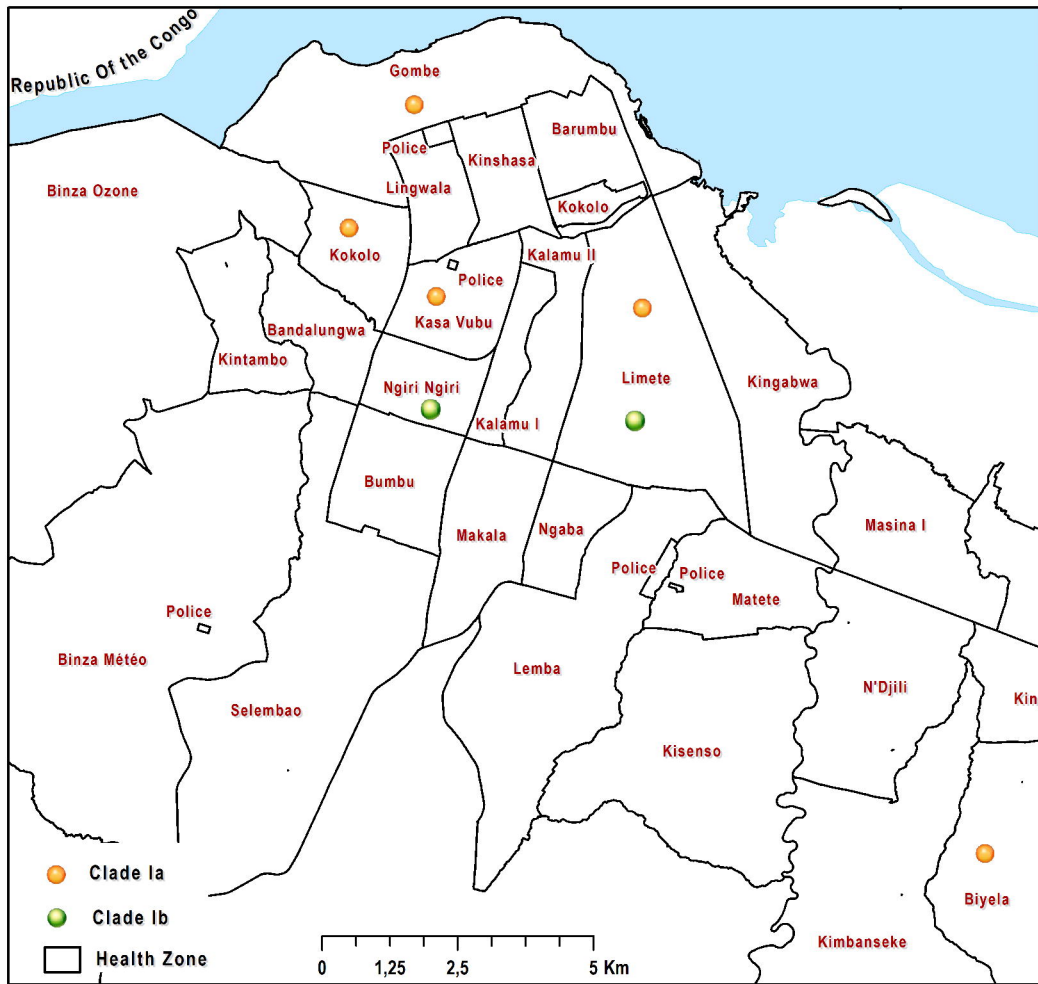 Republic Of the Congo
Gombe
Barumbu
Police
Kinshasa
Binza Ozone
Lingwala
Kokolo
Kokolo
Kalamu II
Police
Kasa Vubu
Bandalungwa
Kintambo
Ngiri Ngiri
Limete
Kingabwa
Kalamu I
Bumbu
Masina I
Makala
Ngaba
Police
Police
Matete
Police
Binza Météo
Lemba
N'Djili
Kin
Selembao
Kisenso
Clade Ia
Biyela
Clade Ib
Kimbanseke
Health Zone
0 1,25 2,5 5 Km